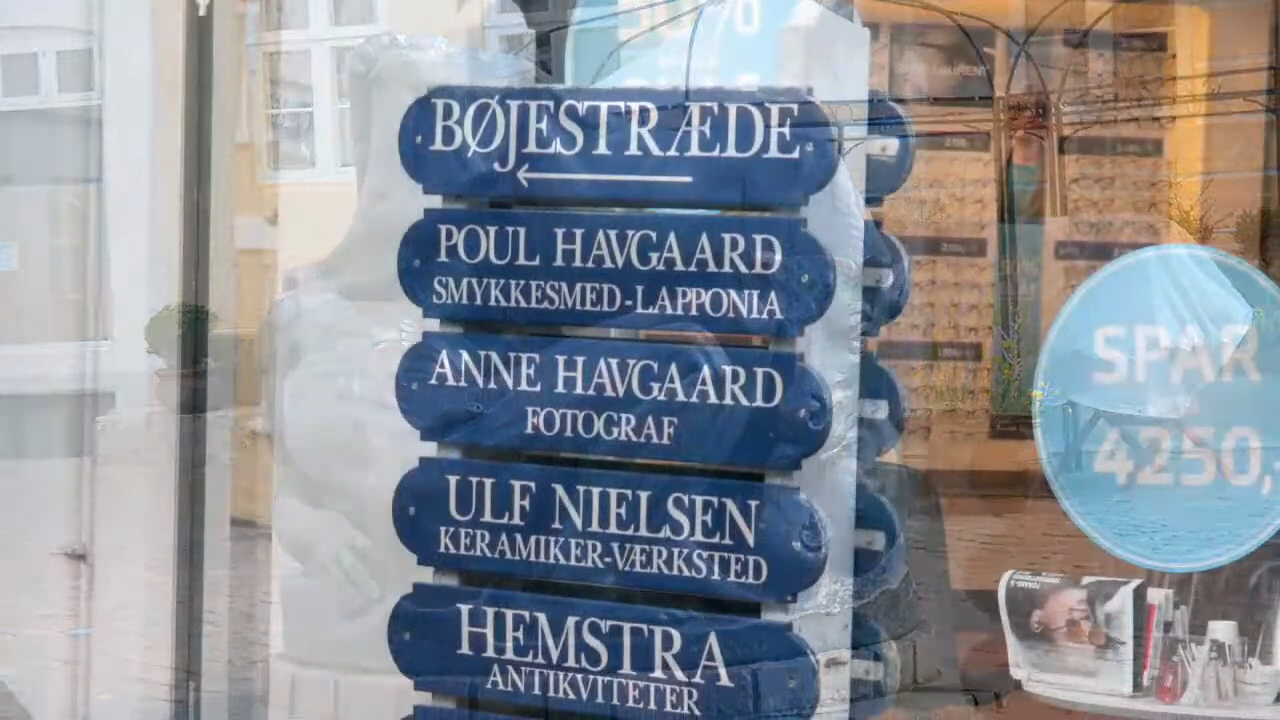 BØJESTRÆDE
POUL HAVGAARD
SMYKKESMED-LAPPONIA
ANNE HAVGAARD
FOTOGRAF
ULF NIELSEN
KERAMIKER-VÆRKSTED
HEMSTRA
ANTIKVITETER
SPAR
4250,